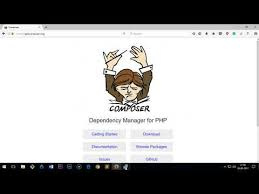 COMPOSER
Dependency Manager for PHP
Getting Started
Download
Documentation
Browse Packages
Issues
GitHub